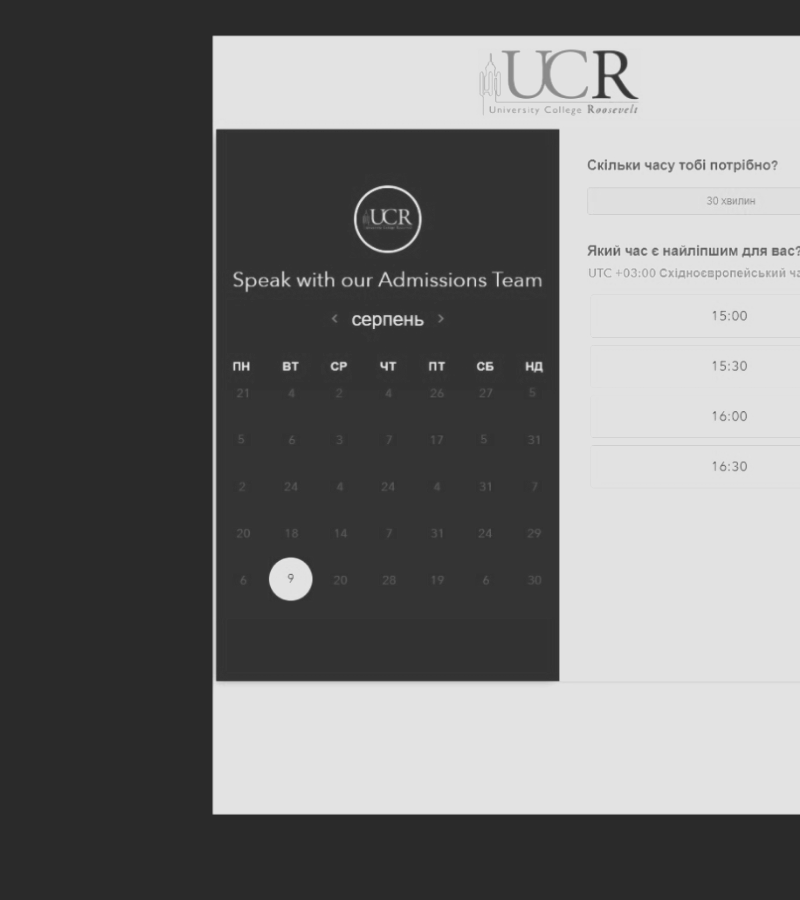 UCR
University College Roosevelt
UCR
Speak with our Admissions Team
< серпень >
ПН ВТ СР ЧТ ПТ СБ НД
21 4 2 4 26 27 5
5 6 3 7 17 5 31
2 24 4 24 4 31 7
20 18 14 7 31 24 29
6 9 20 28 19 6 30
Скільки часу тобі потрібно?
30 хвилин
Який час є найліпшим для вас?
UTC +03:00 Східноєвропейський ча
15:00
15:30
16:00
16:30